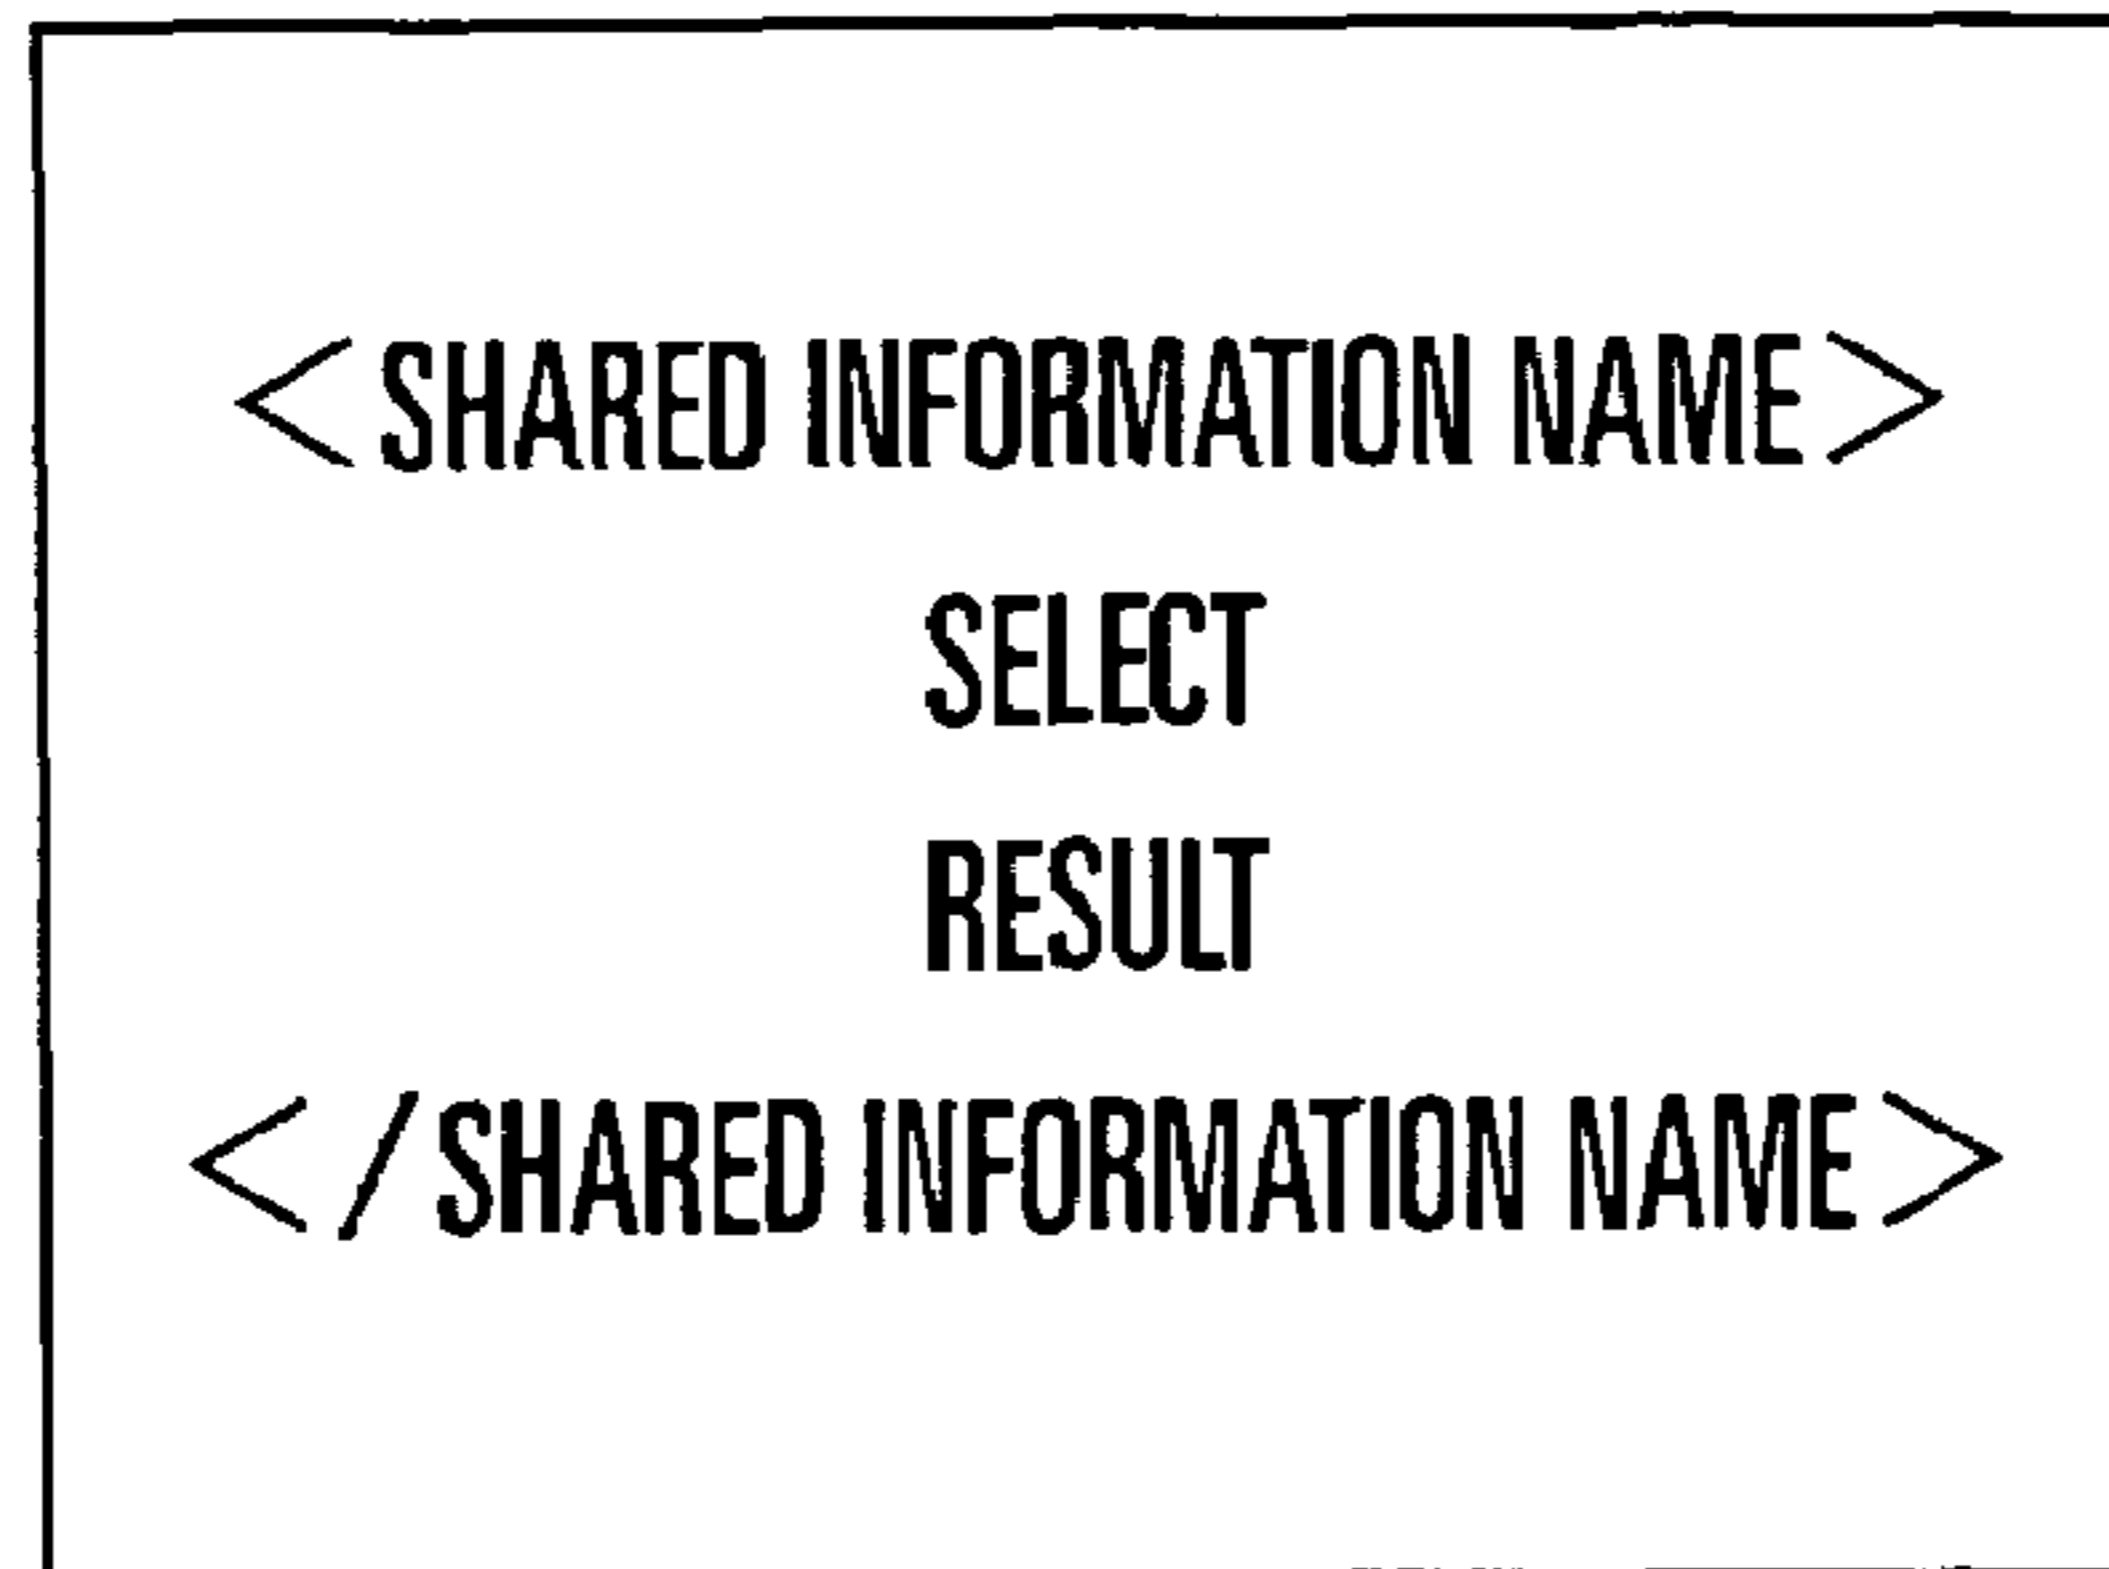 <SHARED INFORMATION NAME>
SELECT
RESULT
</SHARED INFORMATION NAME>